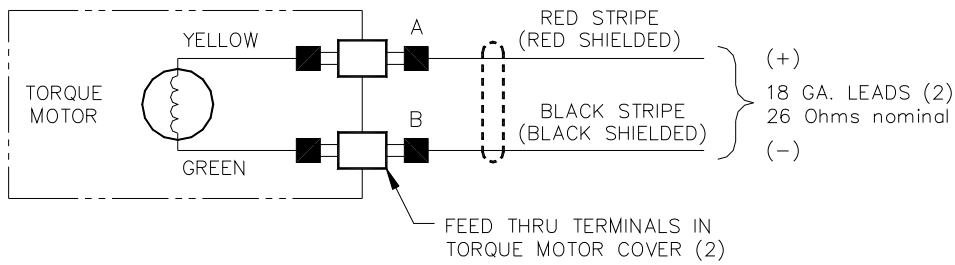 YELLOW
A
RED STRIPE
(RED SHIELDED)
(+)
TORQUE
MOTOR
18 GA. LEADS (2)
26 Ohms nominal
B
BLACK STRIPE
(BLACK SHIELDED)
(-)
GREEN
FEED THRU TERMINALS IN
TORQUE MOTOR COVER (2)